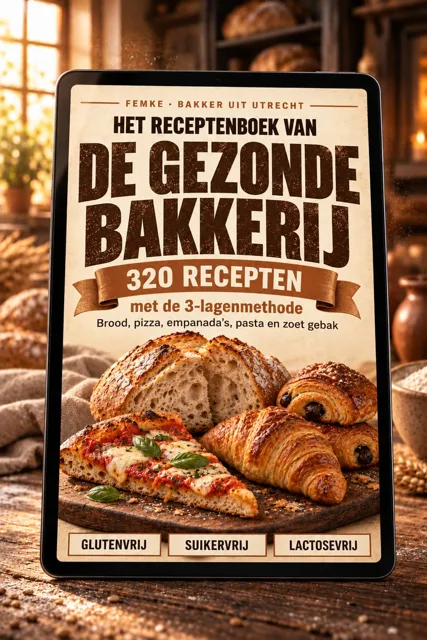 FEMKE · BAKKER UIT UTRECHT
HET RECEPTENBOEK VAN
DE GEZONDE
BAKKERIJ
320 RECEPTEN
met de 3-lagenmethode
Brood, pizza, empanada's, pasta en zoet gebak
GLUTENVRIJ
SUIKERVRIJ
LACTOSEVRIJ